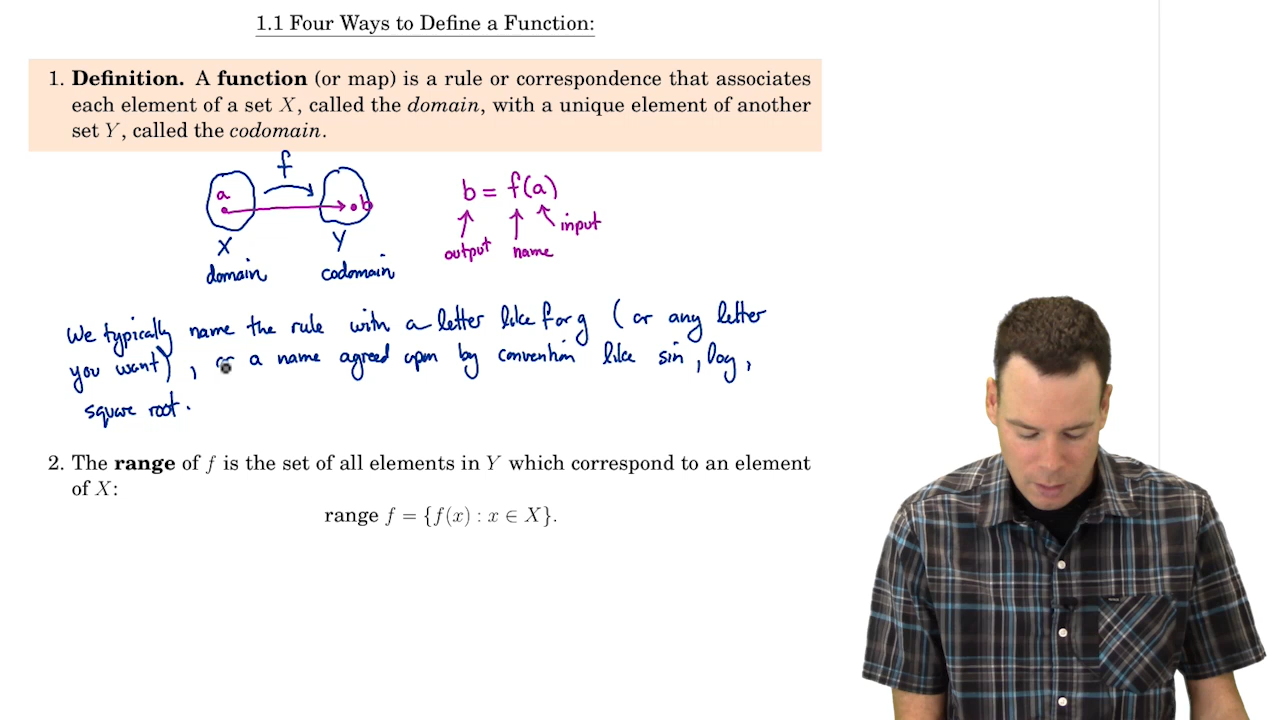 1.1 Four Ways to Define a Function:
1. Definition. A function (or map) is a rule or correspondence that associates
each element of a set X, called the domain, with a unique element of another
set Y, called the codomain.
f
a
b
b = f(a)
input
output name
X Y
domain codomain
We typically name the rule with a letter like f or g (or any letter
you want), or a name agreed upon by convention like sin, log,
square root.
2. The range of f is the set of all elements in Y which correspond to an element
of X:
range f = {f(x) : x ∈ X}.